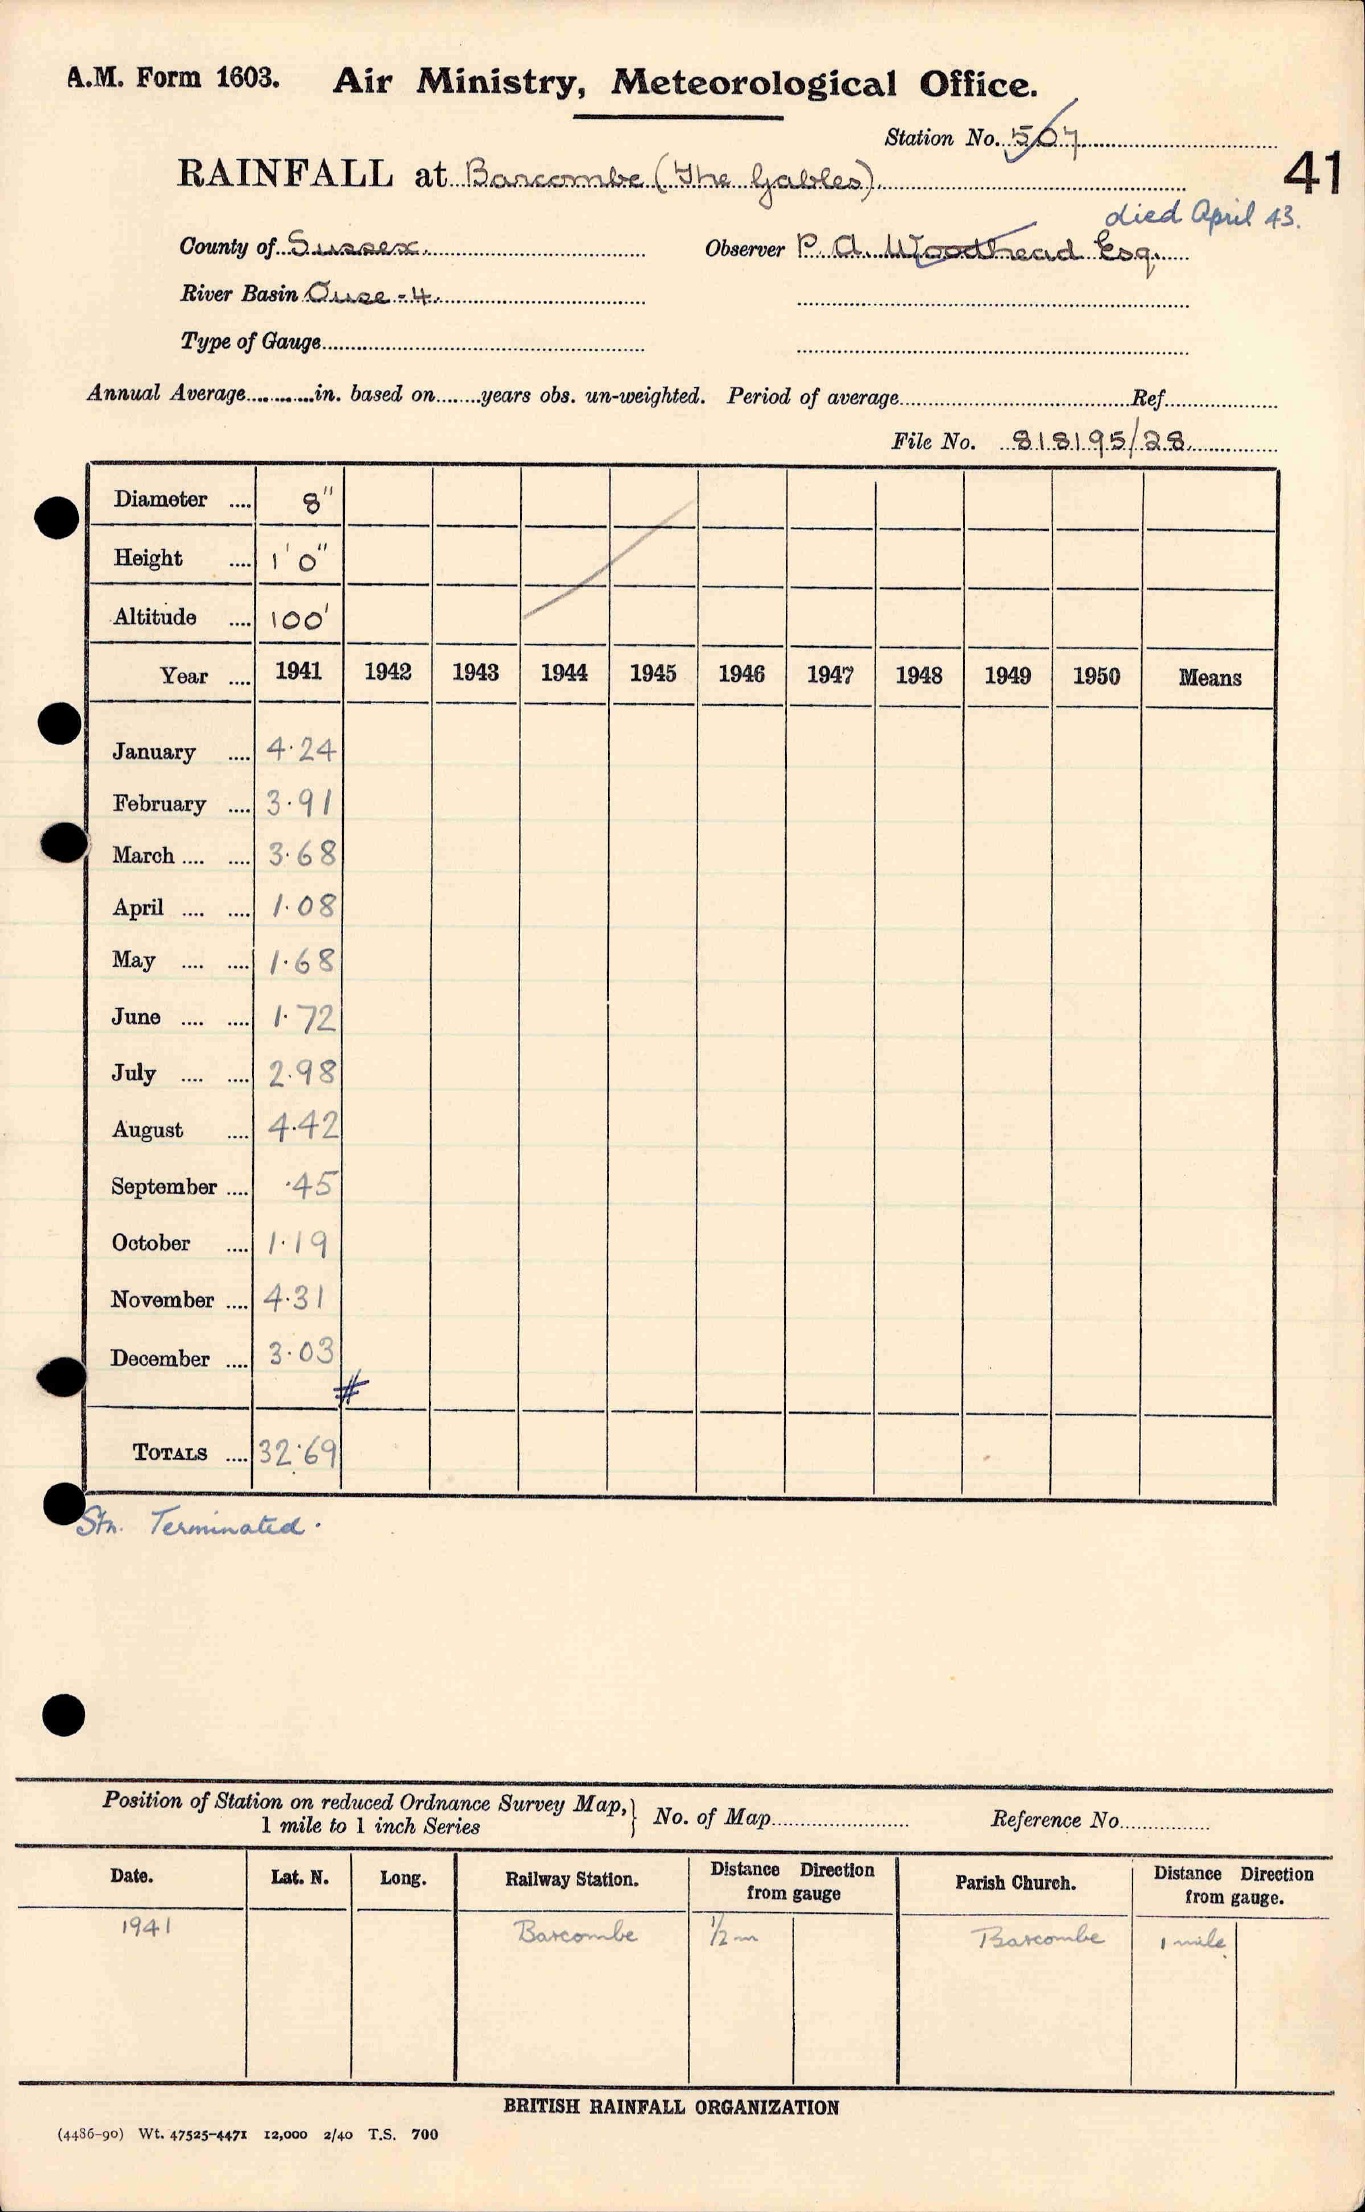 A.M. Form 1603. Air Ministry, Meteorological Office.
Station No. 507
41
RAINFALL at Barcombe (The Gables).
died April 43.
County of Sussex. Observer P. A. Woodhead Esq.
River Basin Ouse - 4.
Type of Gauge
Annual Average in. based on years obs. un-weighted. Period of average Ref.
File No. 818195/28
Diameter .... 8"
Height .... 1' 0"
Altitude .... 100'
Year .... 1941 1942 1943 1944 1945 1946 1947 1948 1949 1950 Means
January .... 4·24
February .... 3·91
March .... .... 3·68
April .... .... 1·08
May .... .... 1·68
June .... .... 1·72
July .... .... 2·98
August .... 4·42
September .... ·45
October .... 1·19
November .... 4·31
December .... 3·03
#
TOTALS .... 32·69
Stn. Terminated.
Position of Station on reduced Ordnance Survey Map, } No. of Map Reference No.
1 mile to 1 inch Series
Date. Lat. N. Long. Railway Station. Distance Direction from gauge Parish Church. Distance Direction from gauge.
1941 Barcombe 1/2 m Barcombe 1 mile.
BRITISH RAINFALL ORGANIZATION
(4486-90) Wt. 47525-4471 12,000 2/40 T.S. 700